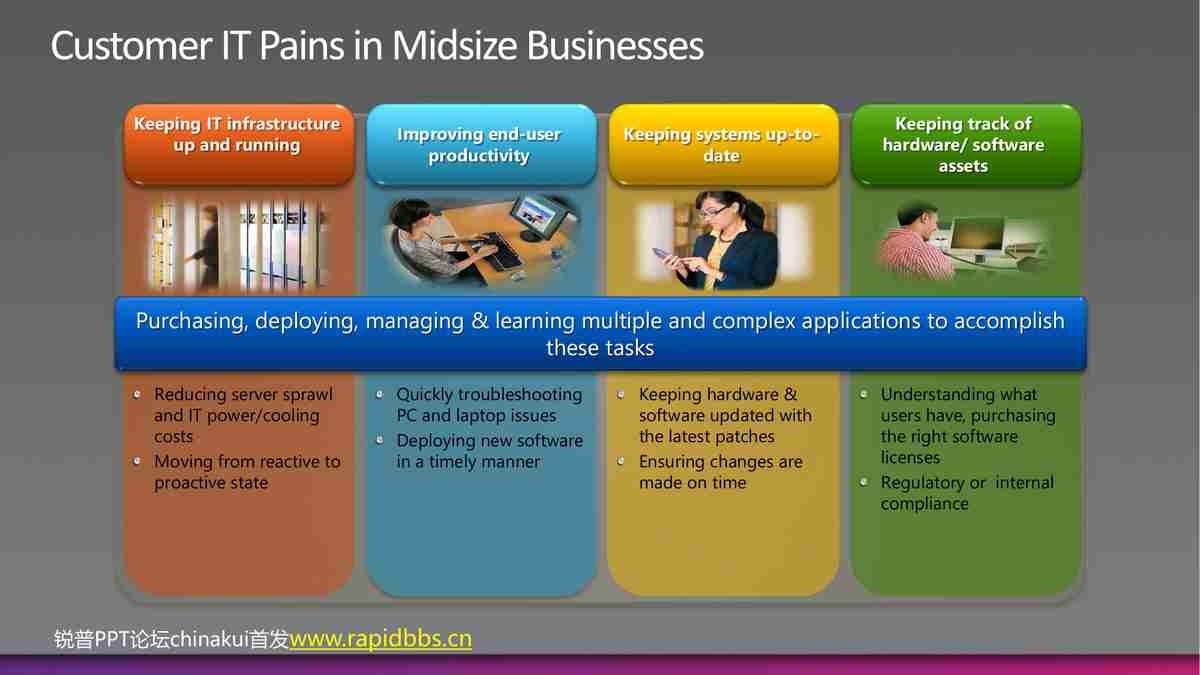 Customer IT Pains in Midsize Businesses
Keeping IT infrastructure
up and running
Improving end-user
productivity
Keeping systems up-to-
date
Keeping track of
hardware/ software
assets
Purchasing, deploying, managing & learning multiple and complex applications to accomplish
these tasks
Reducing server sprawl
and IT power/cooling
costs
Moving from reactive to
proactive state
Quickly troubleshooting
PC and laptop issues
Deploying new software
in a timely manner
Keeping hardware &
software updated with
the latest patches
Ensuring changes are
made on time
Understanding what
users have, purchasing
the right software
licenses
Regulatory or internal
compliance
锐普PPT论坛chinakui首发www.rapidbbs.cn